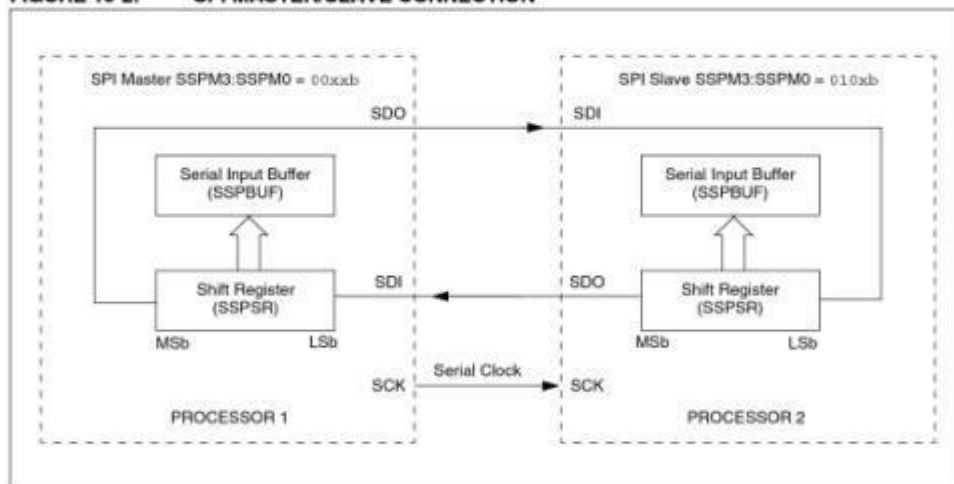 SPI Master SSPM3:SSPM0 = 00xxb
SPI Slave SSPM3:SSPM0 = 010xb
SDO
SDI
Serial Input Buffer
(SSPBUF)
Serial Input Buffer
(SSPBUF)
SDI
SDO
Shift Register
(SSPSR)
Shift Register
(SSPSR)
MSb
LSb
MSb
LSb
Serial Clock
SCK
SCK
PROCESSOR 1
PROCESSOR 2